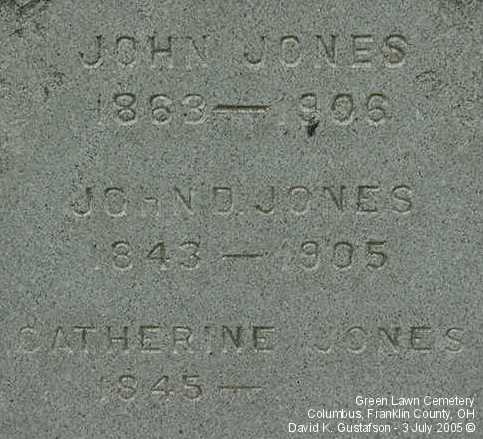 JOHN JONES
1863 — 1906
JOHN D. JONES
1843 — 1905
CATHERINE JONES
1845 —
Green Lawn Cemetery
Columbus, Franklin County, OH
David K. Gustafson - 3 July 2005 ©